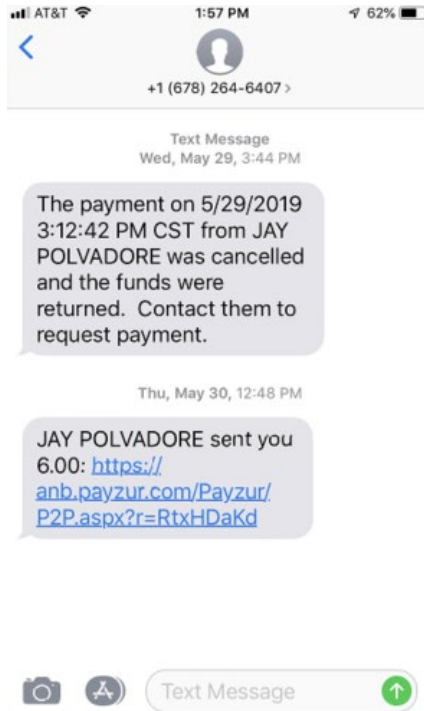 AT&T 1:57 PM 62%
+1 (678) 264-6407 >
Text Message
Wed, May 29, 3:44 PM
The payment on 5/29/2019
3:12:42 PM CST from JAY
POLVADORE was cancelled
and the funds were
returned.  Contact them to
request payment.
Thu, May 30, 12:48 PM
JAY POLVADORE sent you
6.00: https://
anb.payzur.com/Payzur/
P2P.aspx?r=RtxHDaKd
Text Message